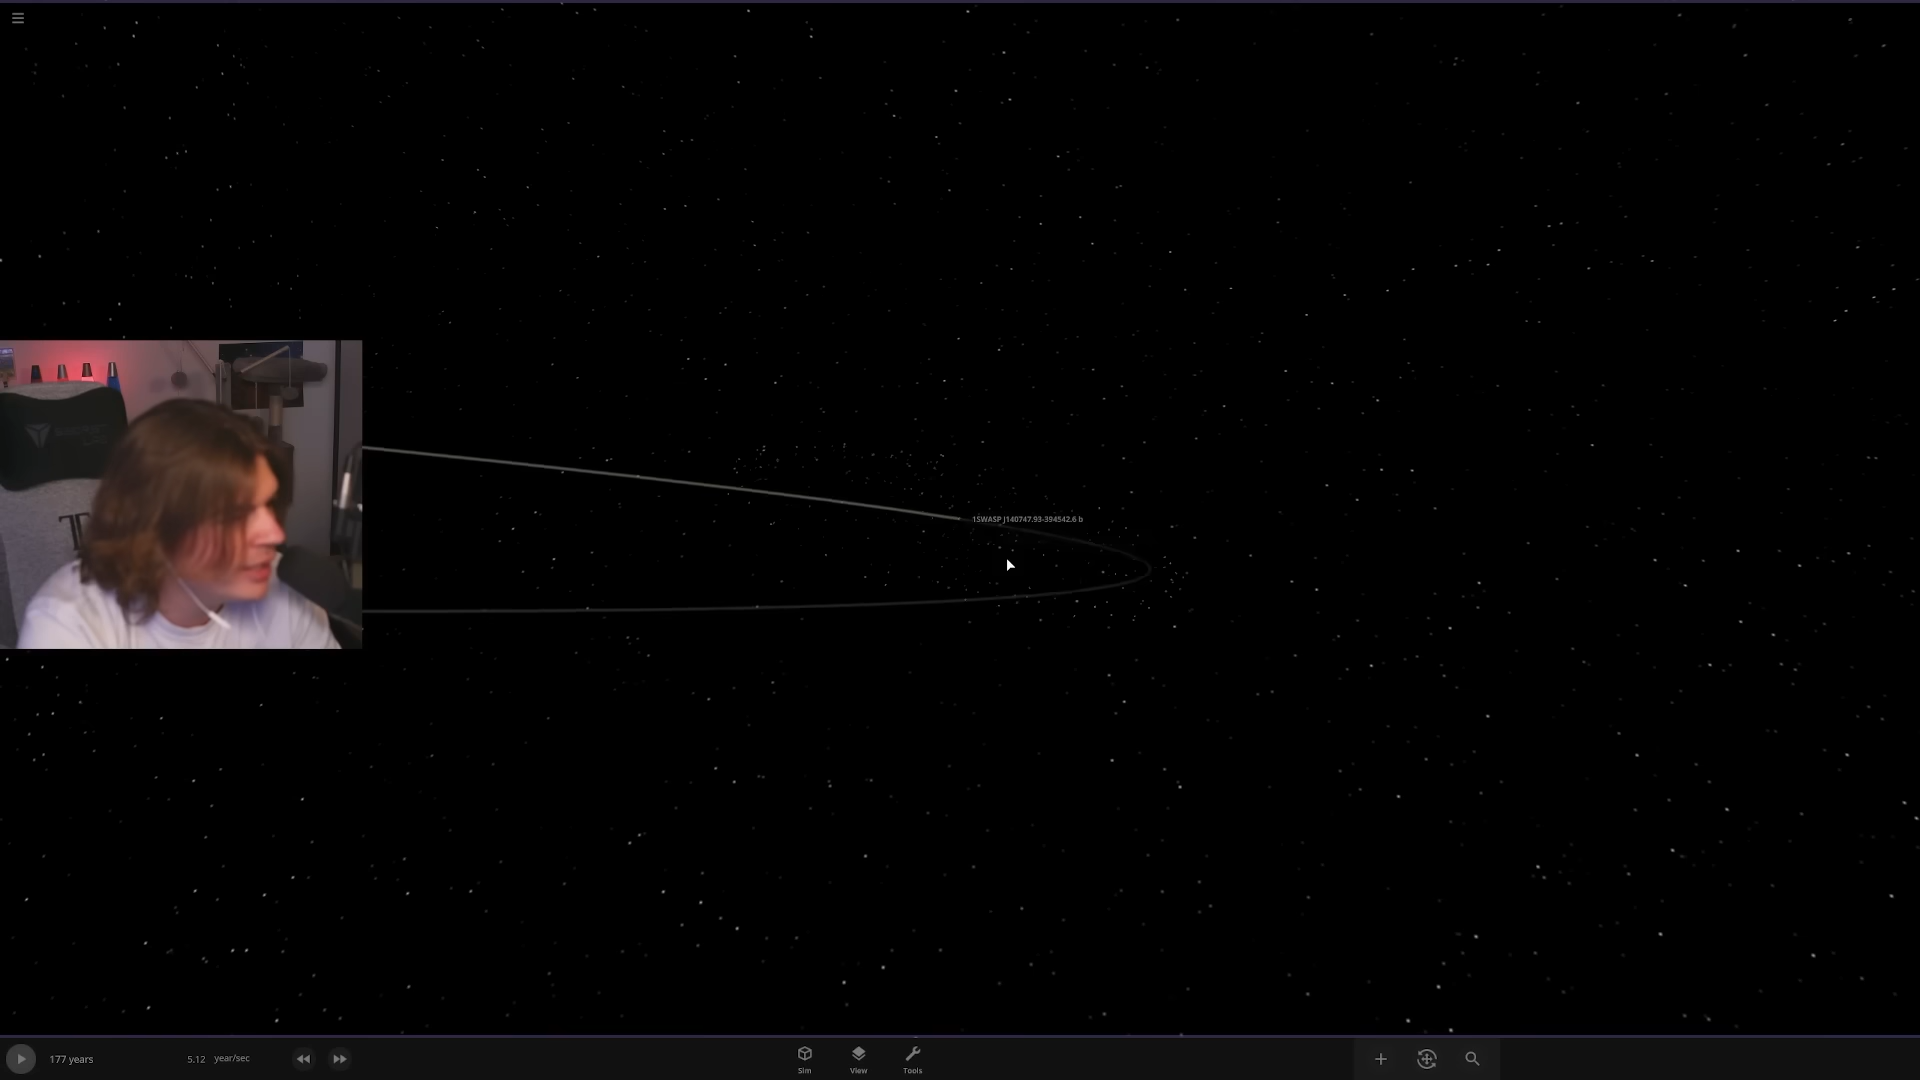 1SWASP J140747.93-394542.6 b
177 years
5.12 year/sec
Sim
View
Tools